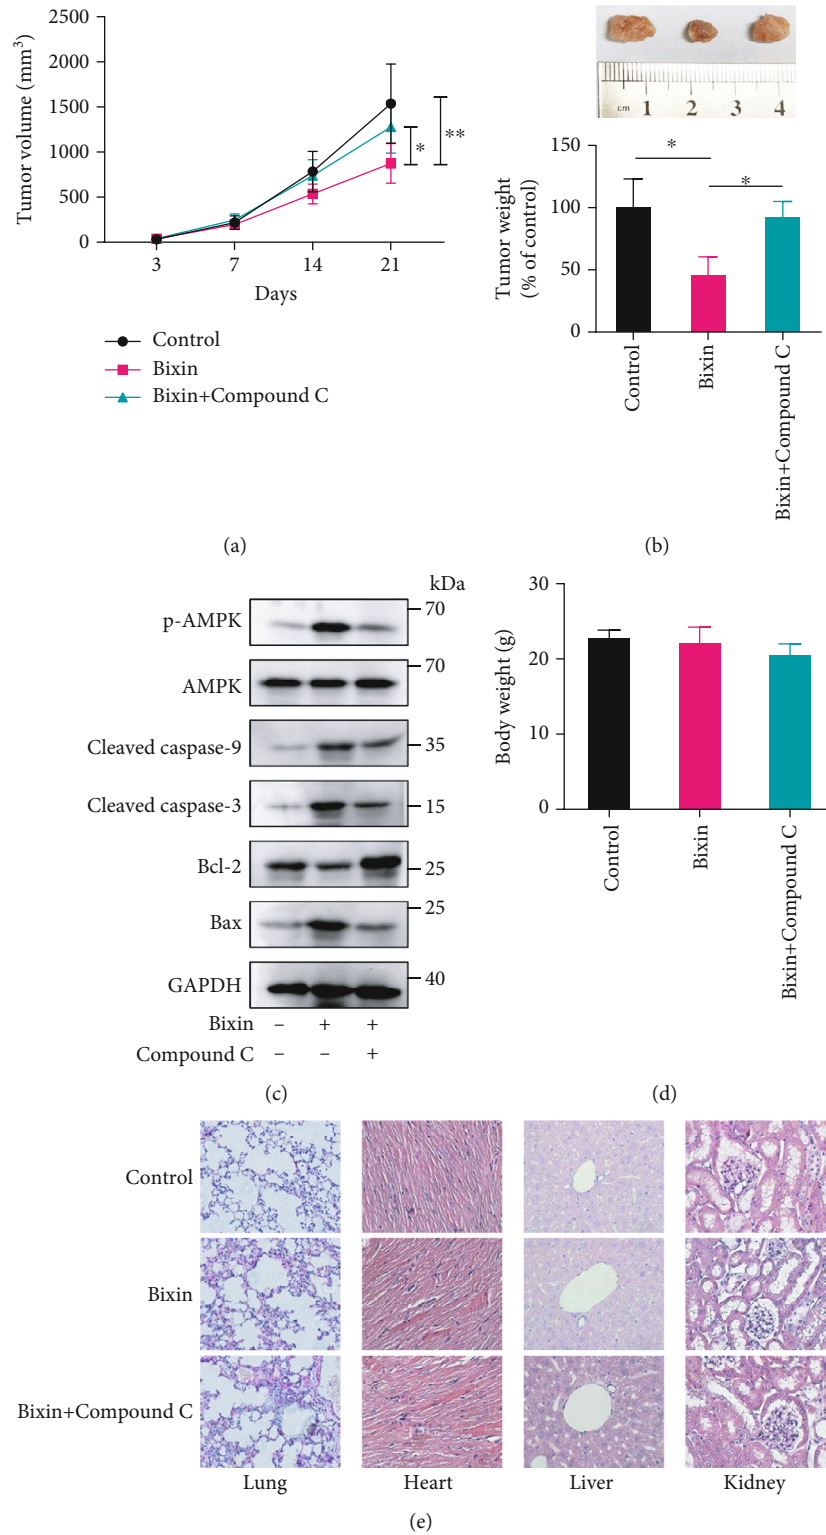 2500
2000
1500
1000
500
0
Tumor volume (mm³)
*
**
3 7 14 21
Days
Control
Bixin
Bixin+Compound C
(a)
cm 1 2 3 4
150
100
50
0
Tumor weight
(% of control)
*
*
Control
Bixin
Bixin+Compound C
(b)
kDa
p-AMPK
70
AMPK
70
Cleaved caspase-9
35
Cleaved caspase-3
15
Bcl-2
25
Bax
25
GAPDH
40
Bixin – + +
Compound C – – +
(c)
30
20
10
0
Body weight (g)
Control
Bixin
Bixin+Compound C
(d)
Control
Bixin
Bixin+Compound C
Lung Heart Liver Kidney
(e)